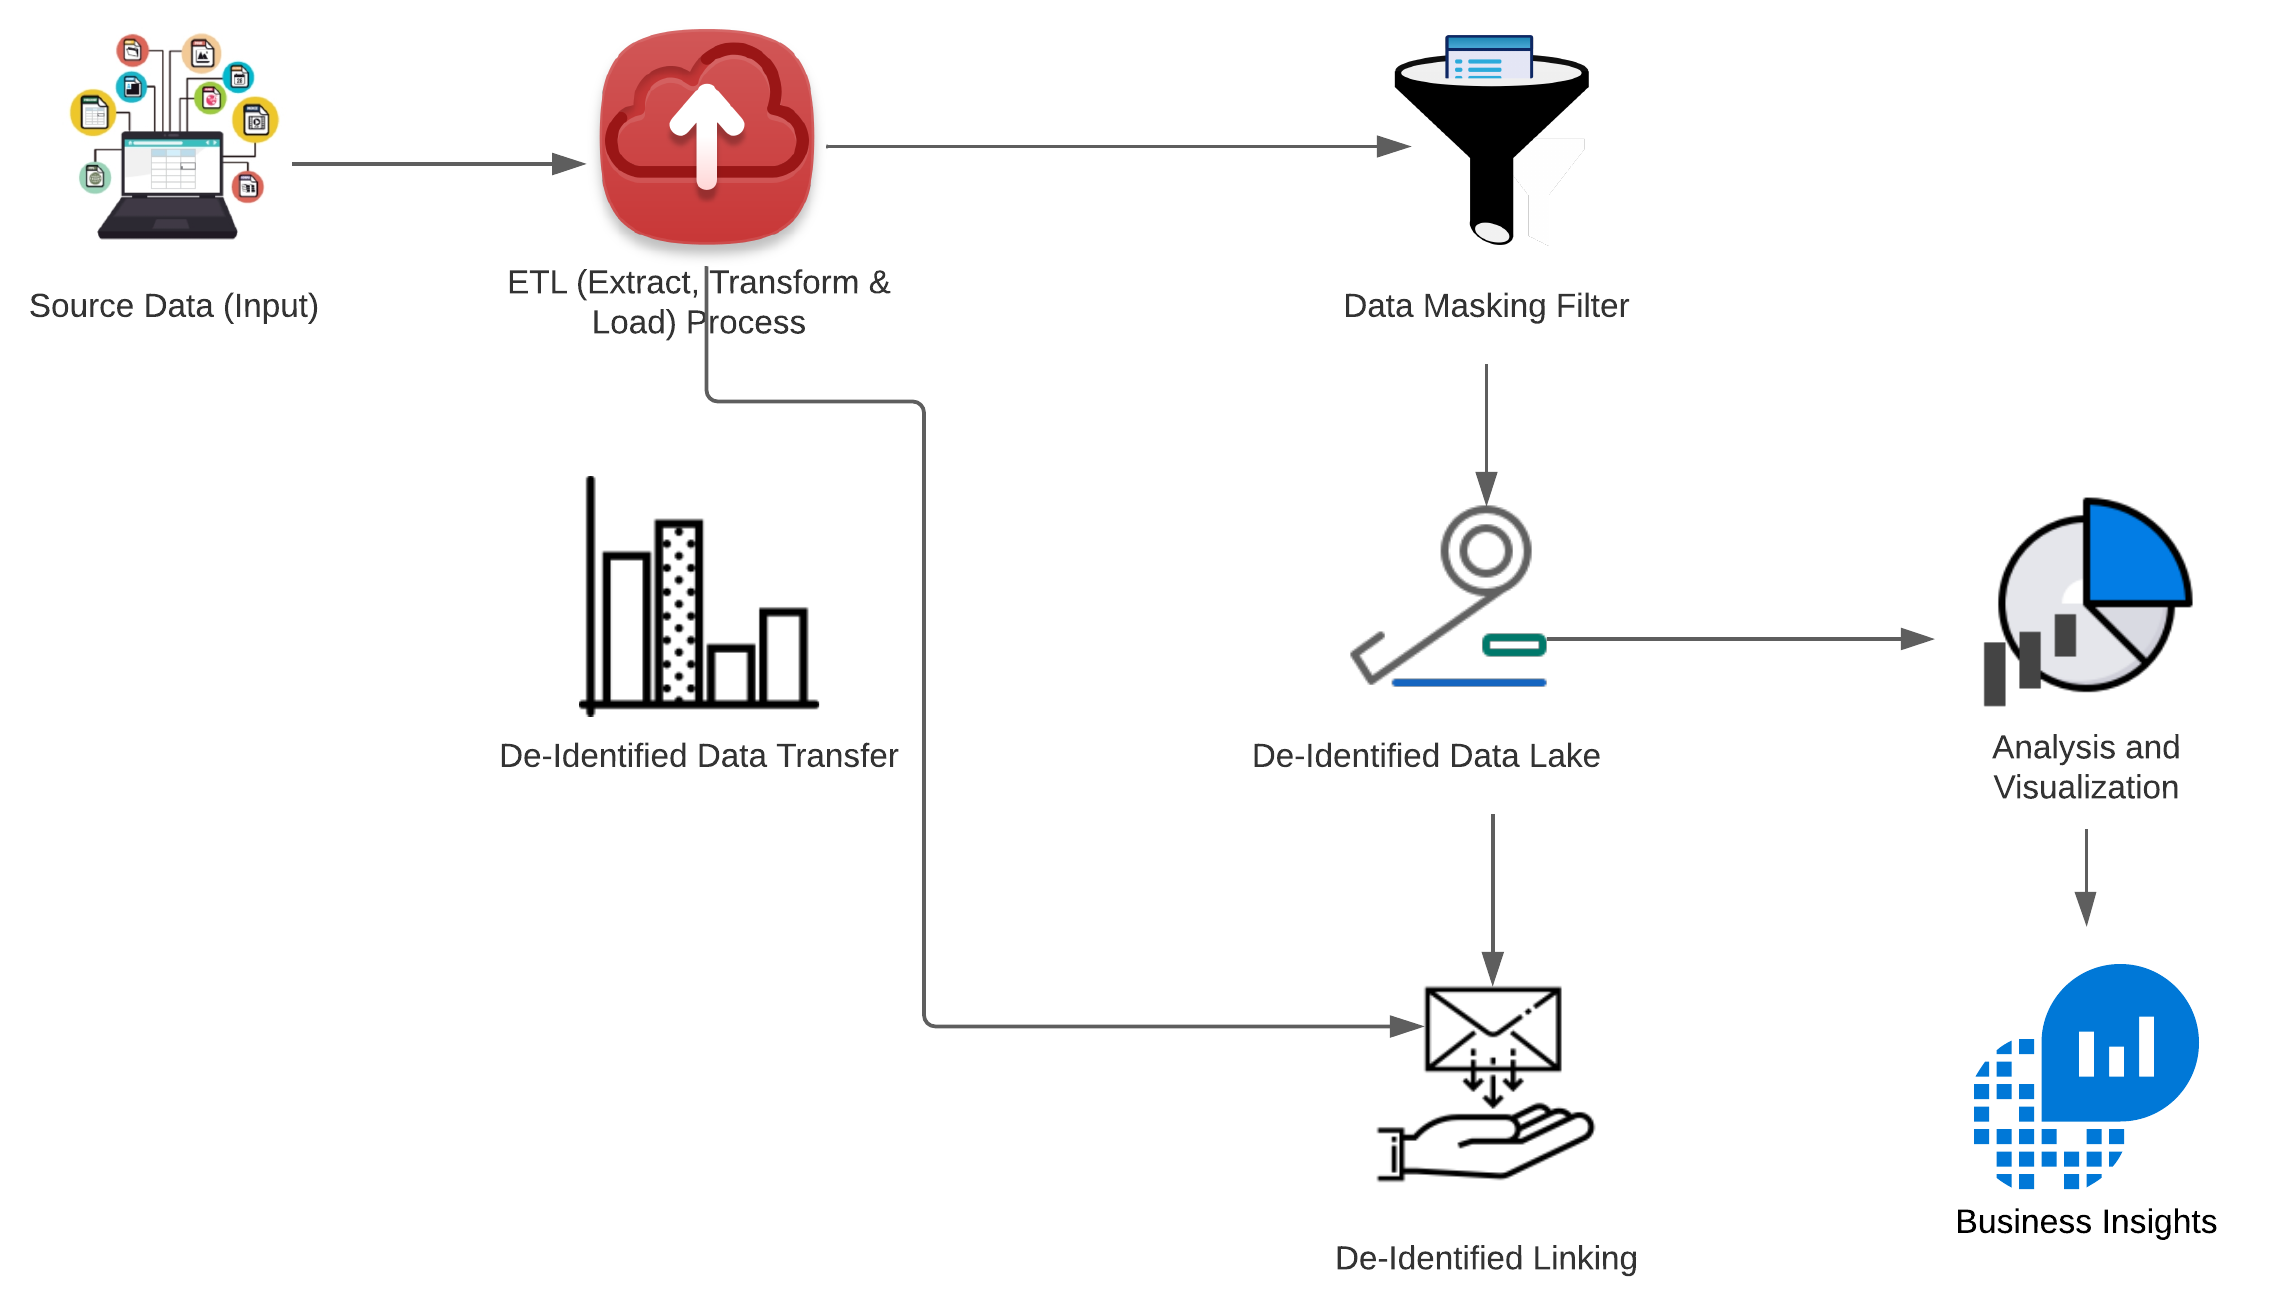 Source Data (Input)
ETL (Extract, Transform &
Load) Process
Data Masking Filter
De-Identified Data Transfer
De-Identified Data Lake
Analysis and
Visualization
De-Identified Linking
Business Insights